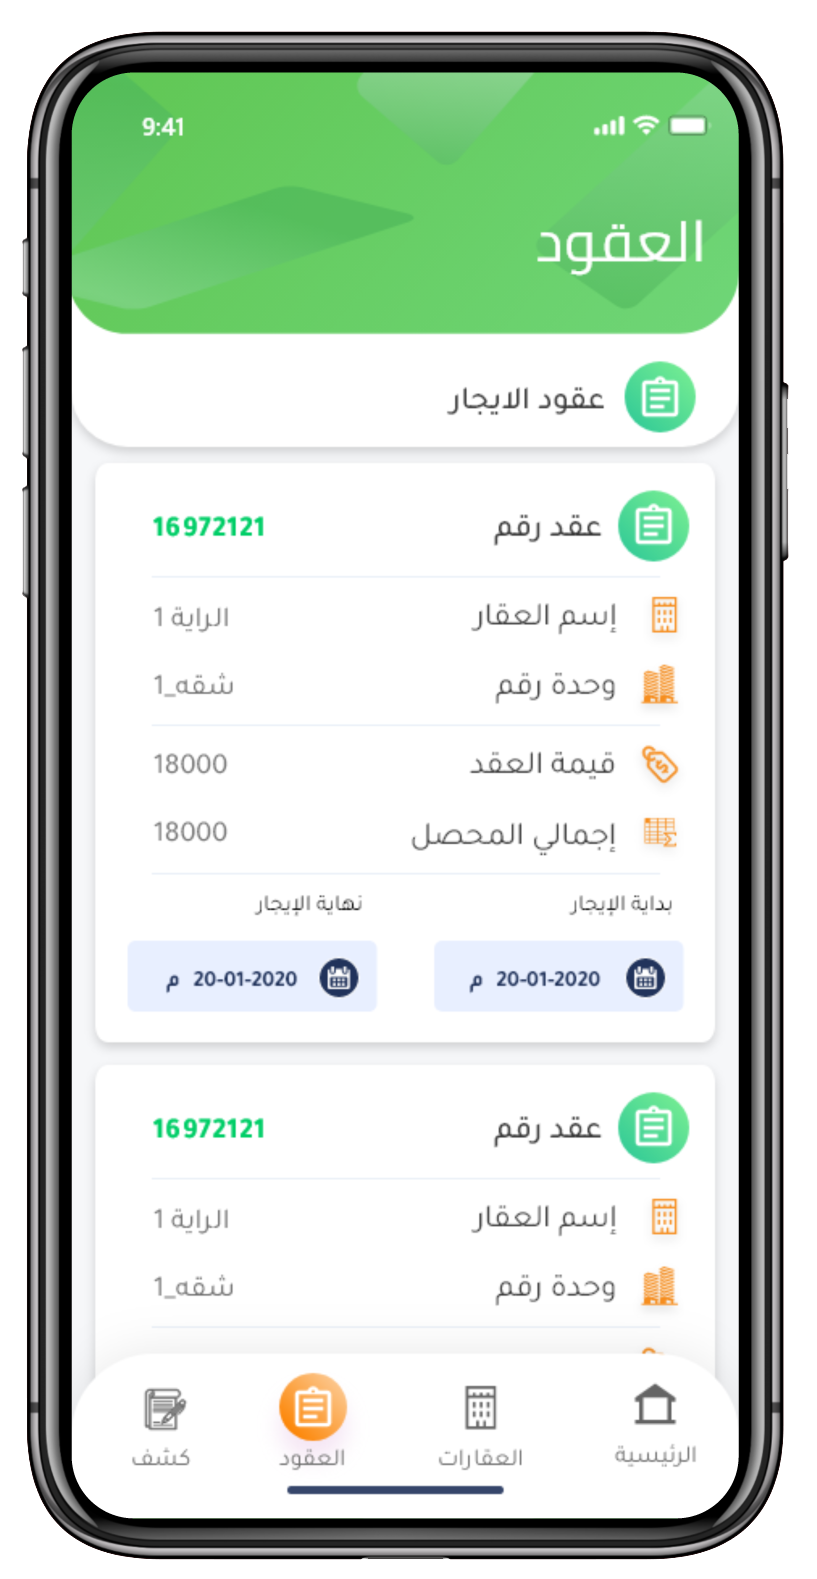 9:41
العقود
عقود الايجار
عقد رقم 16972121
إسم العقار الراية 1
وحدة رقم شقه_1
قيمة العقد 18000
إجمالي المحصل 18000
بداية الإيجار نهاية الإيجار
20-01-2020 م 20-01-2020 م
عقد رقم 16972121
إسم العقار الراية 1
وحدة رقم شقه_1
الرئيسية العقارات العقود كشف